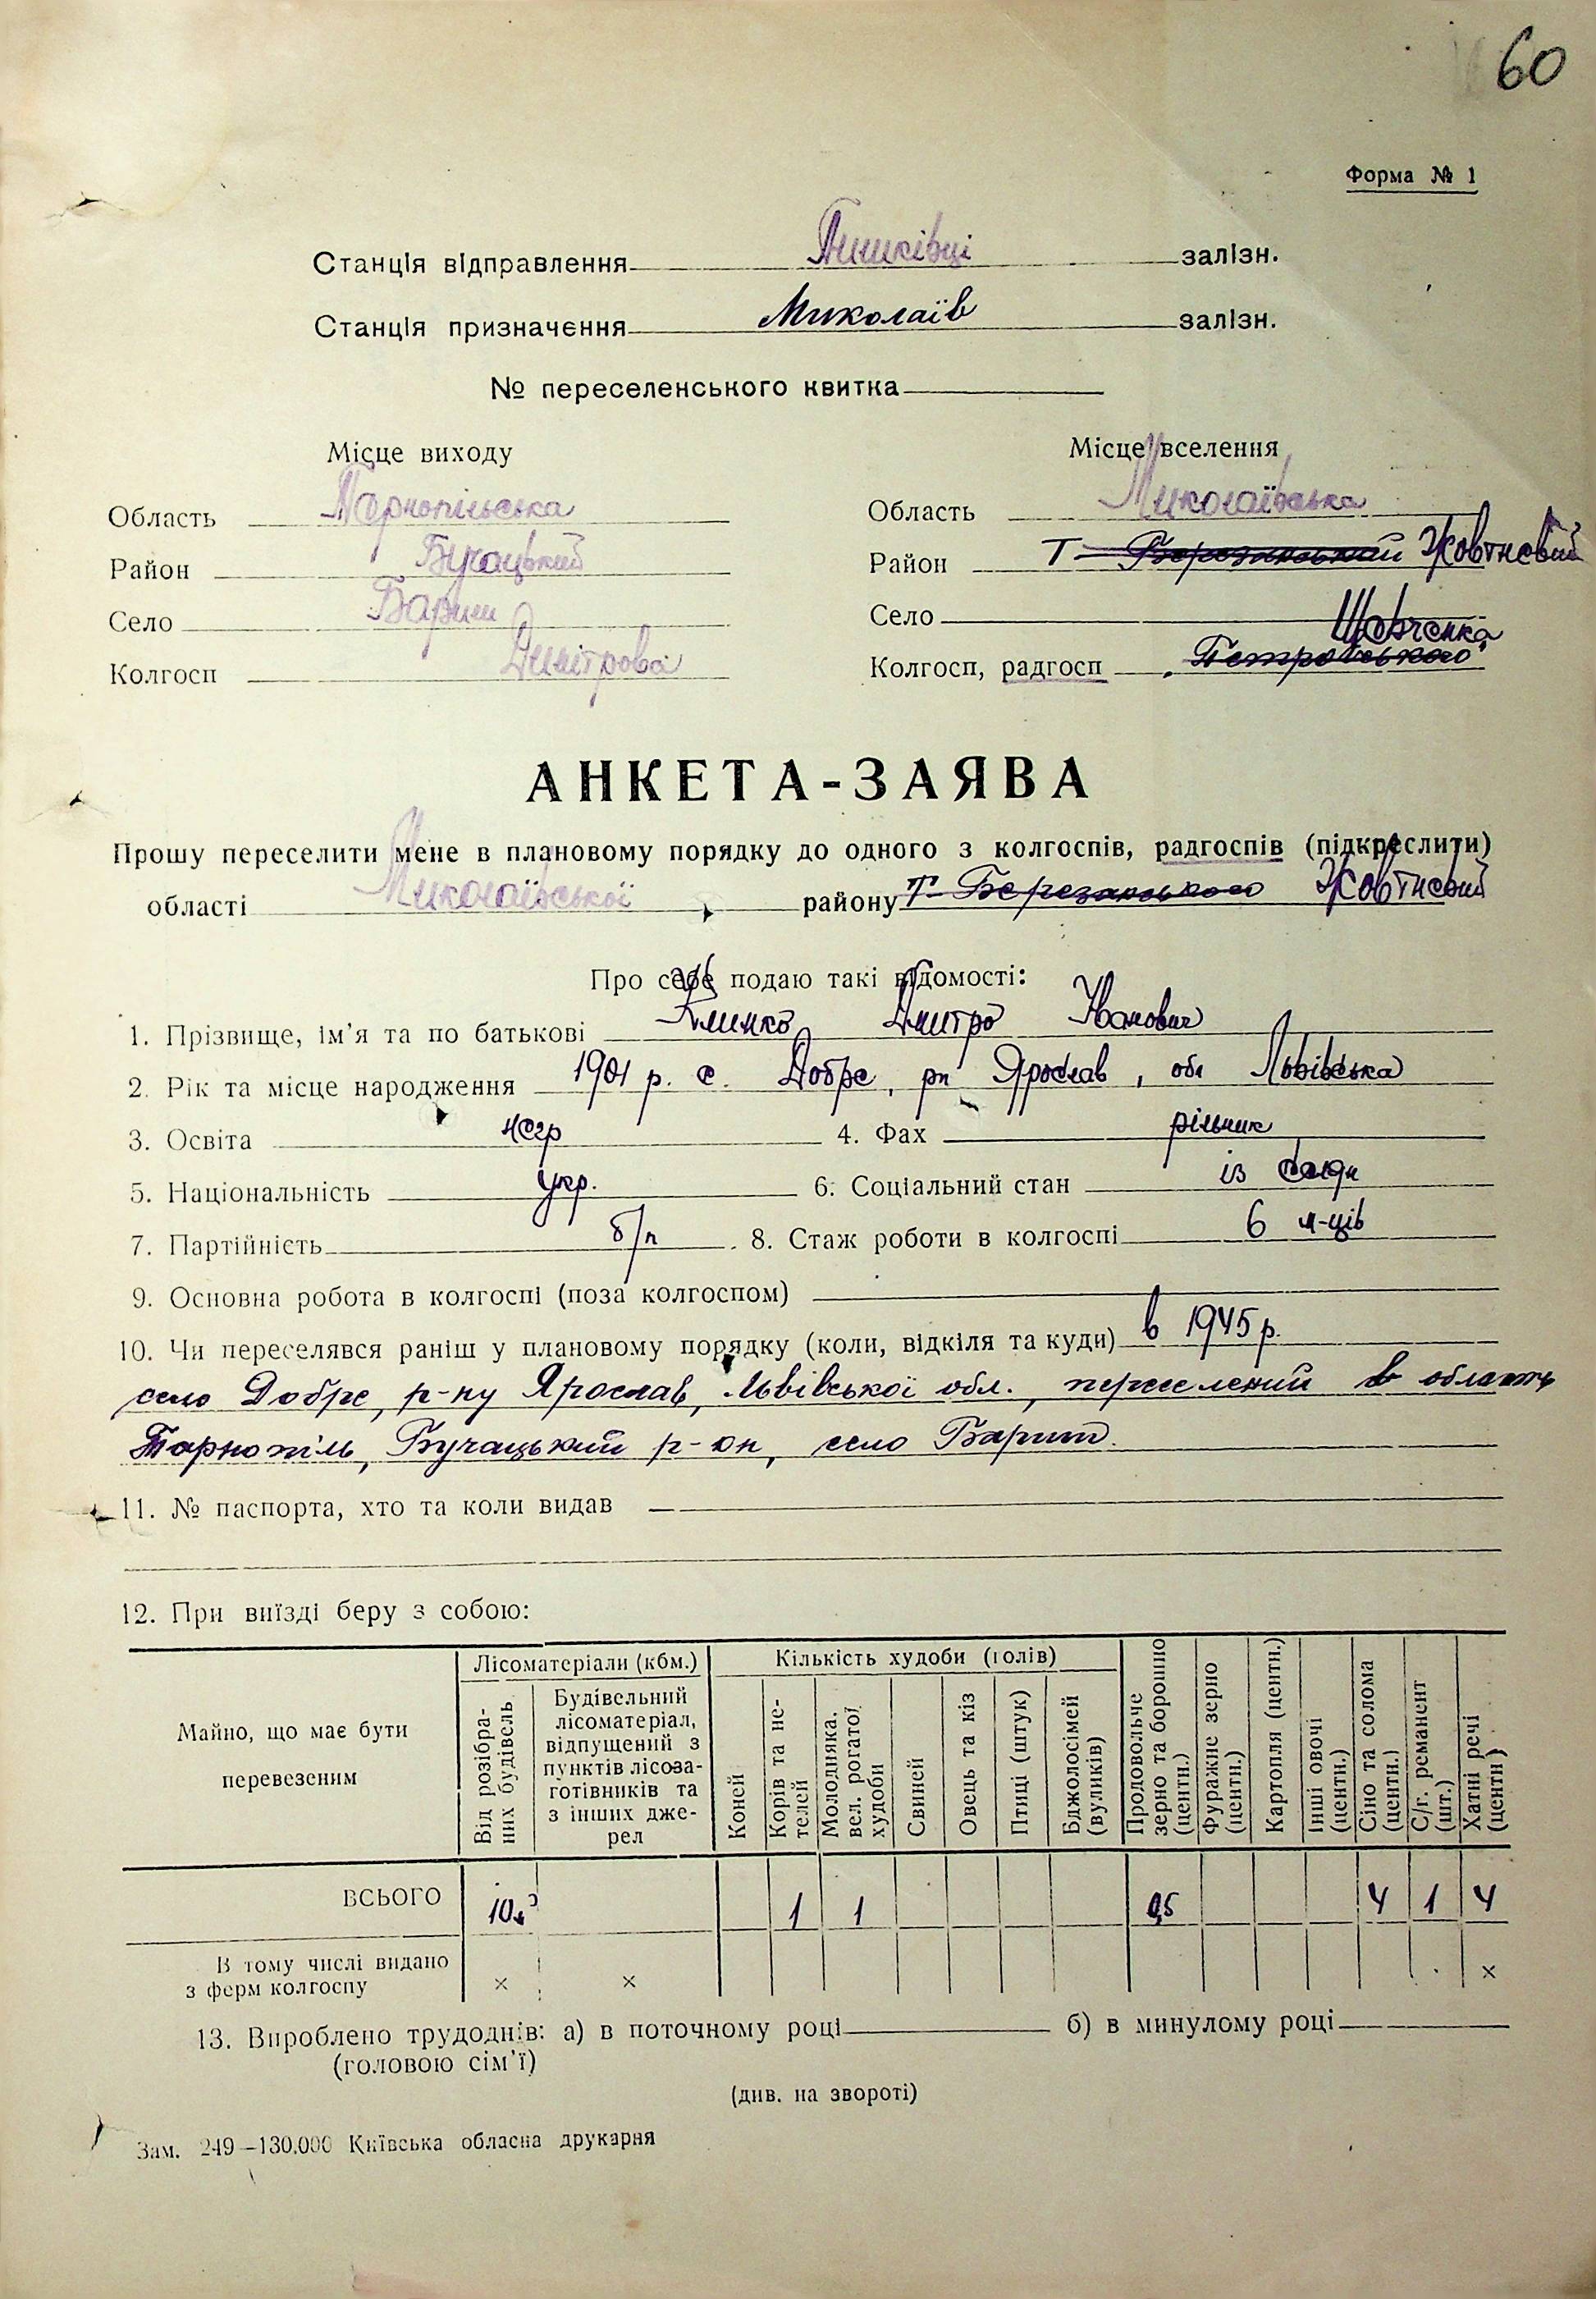 60
Форма № 1
Станція відправлення Пишківці залізн.
Станція призначення Миколаїв залізн.
№ переселенського квитка
Місце виходу
Місце вселення
Область Тернопільська
Область Миколаївська
Район Бучацький
Район Т-Березанський Жовтневий
Село Бариш
Село
Шевченка
Колгосп Димітрова
Колгосп, радгосп „Петровського"
АНКЕТА-ЗАЯВА
Прошу переселити мене в плановому порядку до одного з колгоспів, радгоспів (підкреслити)
області Миколаївської району Т-Березанського Жовтневий
Про себе подаю такі відомості:
1. Прізвище, ім'я та по батькові Дмитро Іванович
2. Рік та місце народження 1901 р. с. Добре, рн Ярослав, обл Львівська
3. Освіта негр 4. Фах рільник
5. Національність укр. 6. Соціальний стан із
7. Партійність б/п 8. Стаж роботи в колгоспі 6 м-ців
9. Основна робота в колгоспі (поза колгоспом)
10. Чи переселявся раніш у плановому порядку (коли, відкіля та куди) в 1945 р.
село Добре, р-ну Ярослав, Львівської обл., переселений в область
Тарнопіль, Бучацький р-он, село Бариш.
11. № паспорта, хто та коли видав —
12. При виїзді беру з собою:
Майно, що має бути перевезеним
Лісоматеріали (кбм.)
Кількість худоби (голів)
Від розібраних будівель
Будівельний лісоматеріал, відпущений з пунктів лісозаготівників та з інших джерел
Коней
Корів та нетелей
Молодняка, вел. рогатої худоби
Свиней
Овець та кіз
Птиці (штук)
Бджолосімей (вуликів)
Продовольче зерно та борошно (центн.)
Фуражне зерно (центн.)
Картопля (центн.)
Інші овочі (центн.)
Сіно та солома (центн.)
С/г. реманент (шт.)
Хатні речі (центн)
ВСЬОГО 10м³ 1 1 0,5 4 1 4
В тому числі видано з ферм колгоспу × × ×
13. Вироблено трудоднів: а) в поточному році б) в минулому році
(головою сім'ї)
(див. на звороті)
Зам. 249–130.000 Київська обласна друкарня